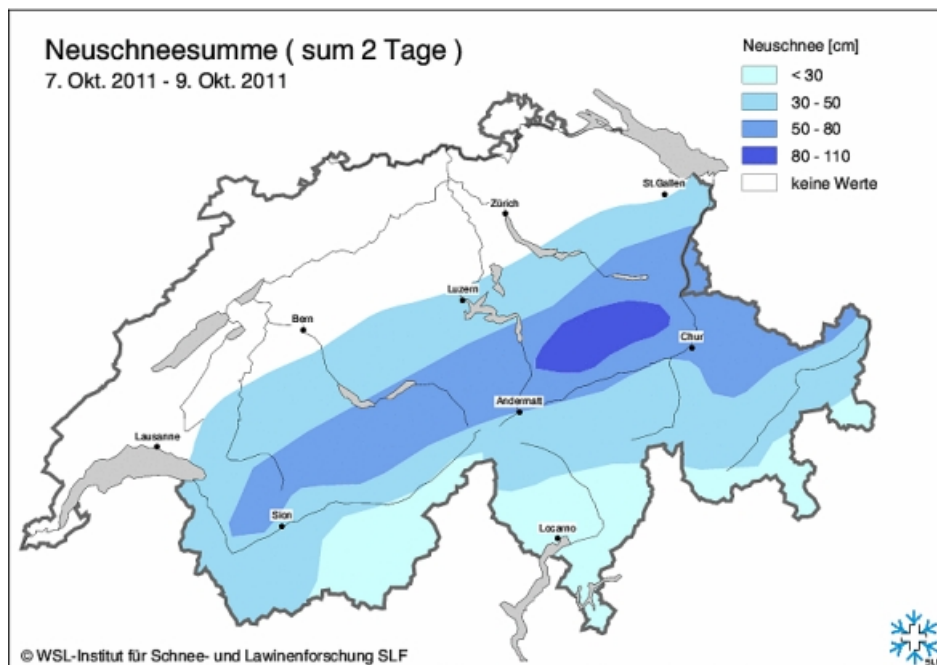 Neuschneesumme ( sum 2 Tage )
7. Okt. 2011 - 9. Okt. 2011
Neuschnee [cm]
< 30
30 - 50
50 - 80
80 - 110
keine Werte
St.Gallen
Zürich
Luzern
Bern
Chur
Andermatt
Lausanne
Sion
Locarno
© WSL-Institut für Schnee- und Lawinenforschung SLF
SLF